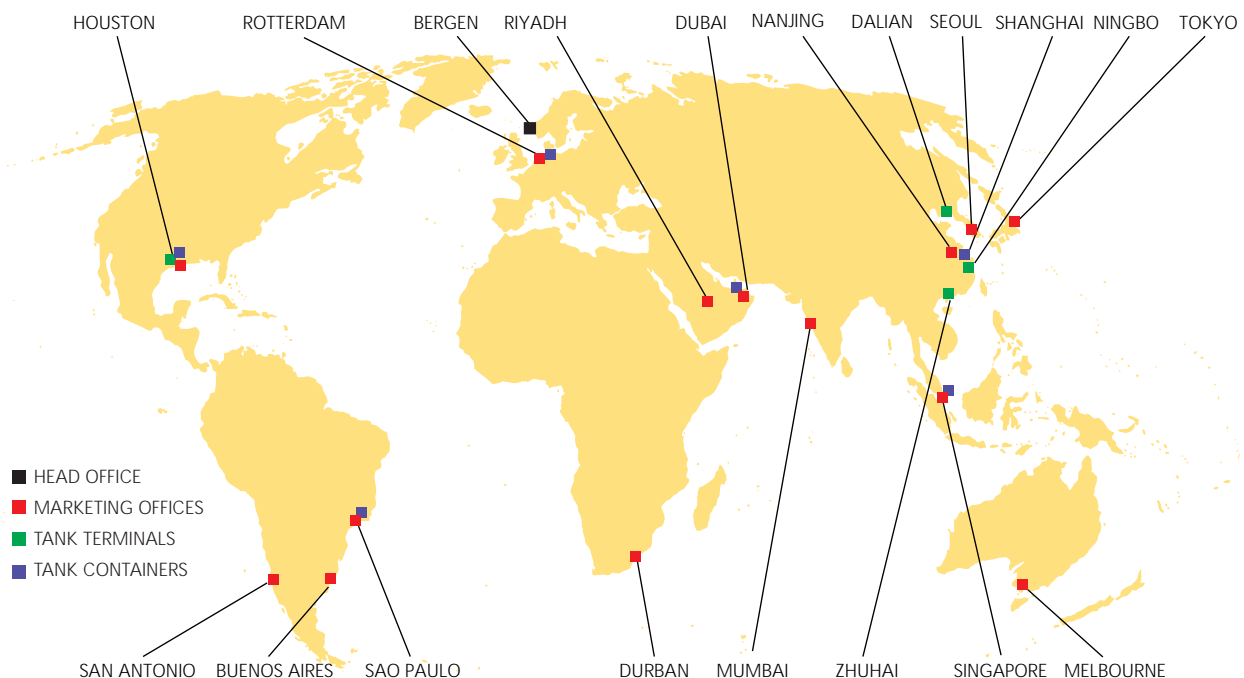 HOUSTON
ROTTERDAM
BERGEN
RIYADH
DUBAI
NANJING
DALIAN
SEOUL
SHANGHAI
NINGBO
TOKYO
HEAD OFFICE
MARKETING OFFICES
TANK TERMINALS
TANK CONTAINERS
SAN ANTONIO
BUENOS AIRES
SAO PAULO
DURBAN
MUMBAI
ZHUHAI
SINGAPORE
MELBOURNE